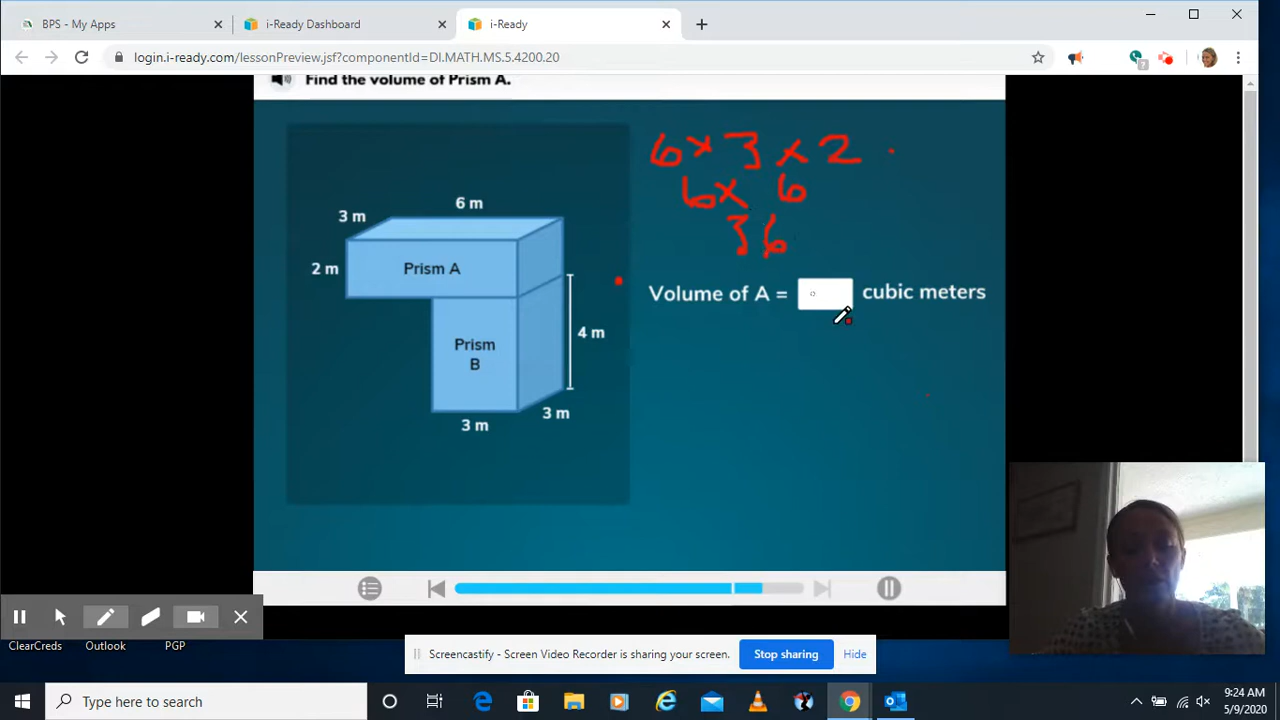 BPS - My Apps
i-Ready Dashboard
i-Ready
login.i-ready.com/lessonPreview.jsf?componentId=DI.MATH.MS.5.4200.20
Find the volume of Prism A.
6 × 3 × 2
6 × 6
36
6 m
3 m
2 m
Prism A
Prism
B
4 m
3 m
3 m
Volume of A = cubic meters
ClearCreds
Outlook
PGP
Screencastify - Screen Video Recorder is sharing your screen.
Stop sharing
Hide
Type here to search
9:24 AM
5/9/2020